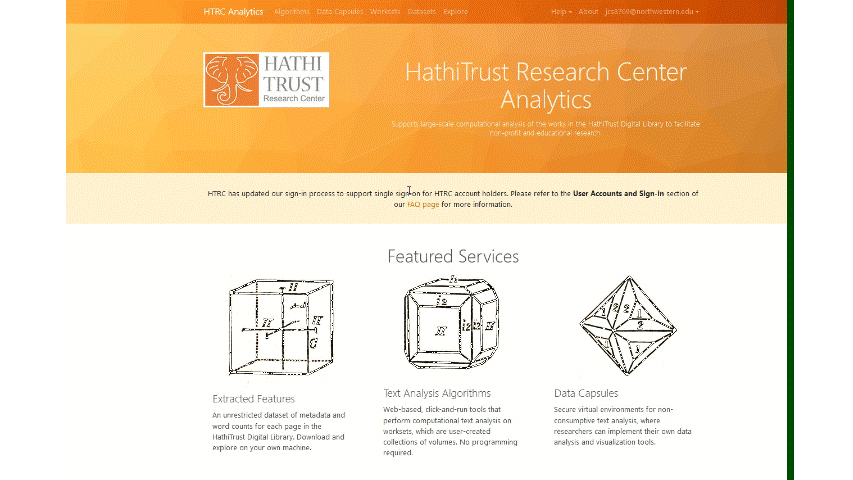 HTRC Analytics Algorithms Data Capsules Worksets Datasets Explore Help About jcs8769@northwestern.edu
HATHI
TRUST
Research Center
HathiTrust Research Center
Analytics
Supports large-scale computational analysis of the works in the HathiTrust Digital Library to facilitate
non-profit and educational research
HTRC has updated our sign-in process to support single sign-on for HTRC account holders. Please refer to the User Accounts and Sign-In section of
our FAQ page for more information.
Featured Services
Extracted Features
An unrestricted dataset of metadata and
word counts for each page in the
HathiTrust Digital Library. Download and
explore on your own machine.
Text Analysis Algorithms
Web-based, click-and-run tools that
perform computational text analysis on
worksets, which are user-created
collections of volumes. No programming
required.
Data Capsules
Secure virtual environments for non-
consumptive text analysis, where
researchers can implement their own data
analysis and visualization tools.